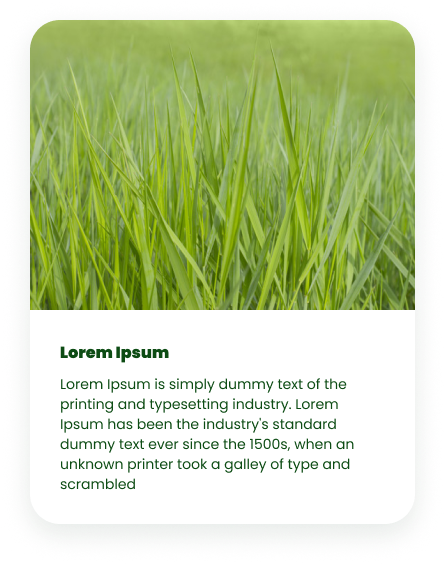 Lorem Ipsum
Lorem Ipsum is simply dummy text of the
printing and typesetting industry. Lorem
Ipsum has been the industry's standard
dummy text ever since the 1500s, when an
unknown printer took a galley of type and
scrambled